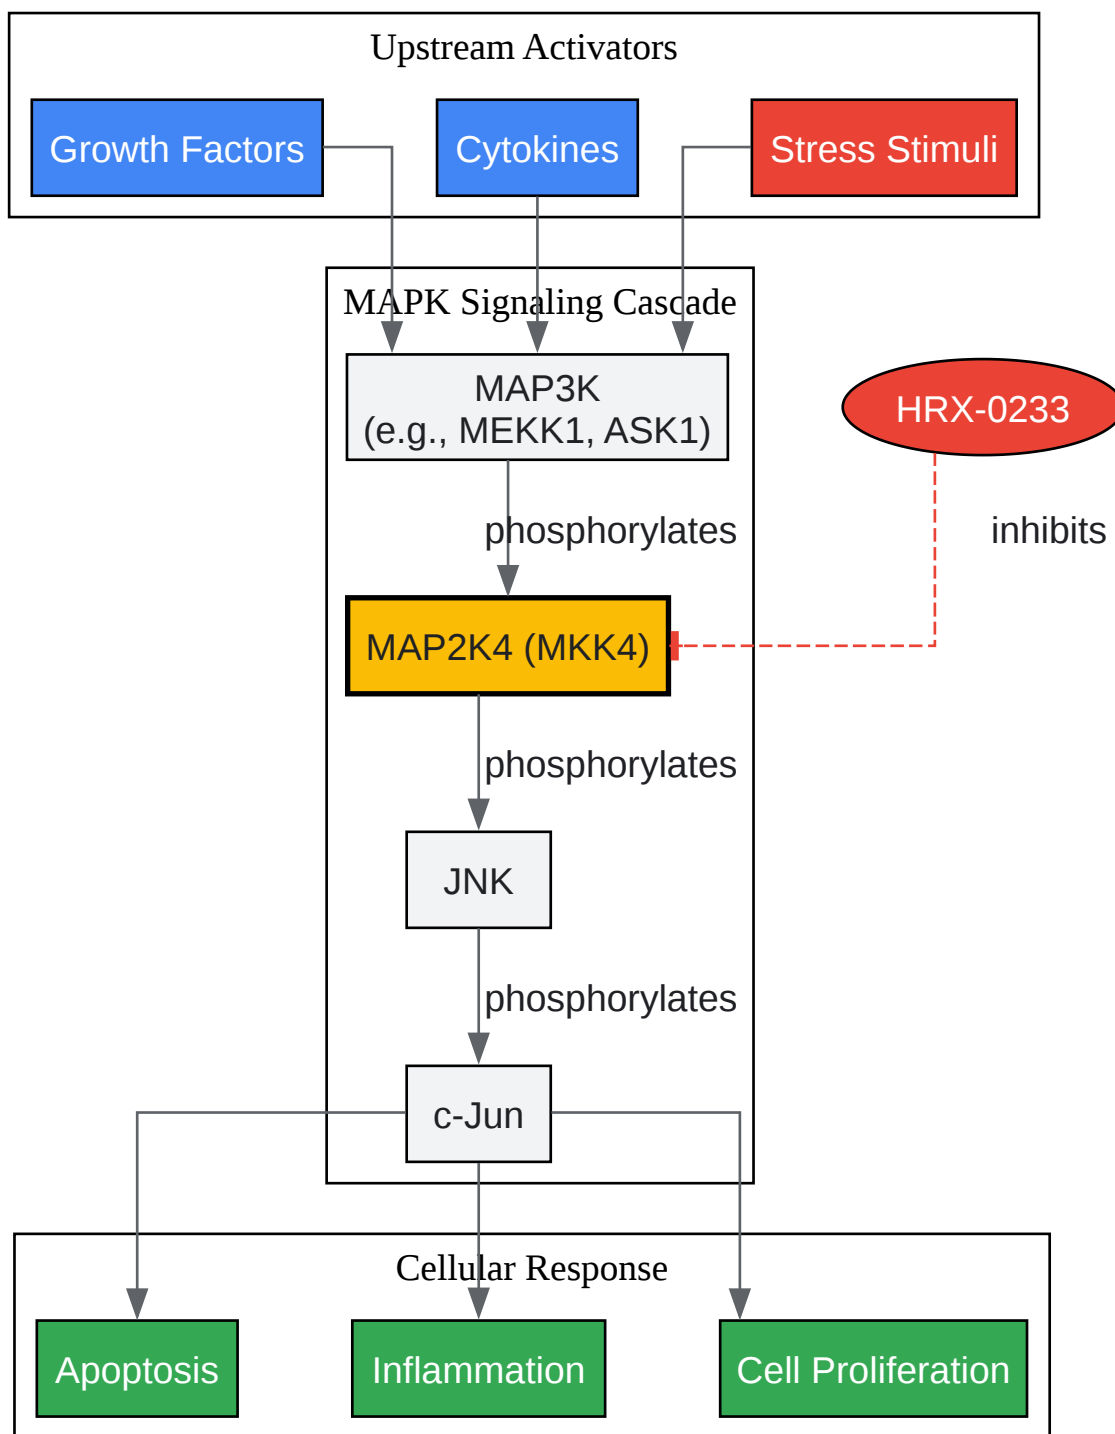 Upstream Activators
Growth Factors
Cytokines
Stress Stimuli
MAPK Signaling Cascade
MAP3K
(e.g., MEKK1, ASK1)
HRX-0233
phosphorylates
inhibits
MAP2K4 (MKK4)
phosphorylates
JNK
phosphorylates
c-Jun
Cellular Response
Apoptosis
Inflammation
Cell Proliferation